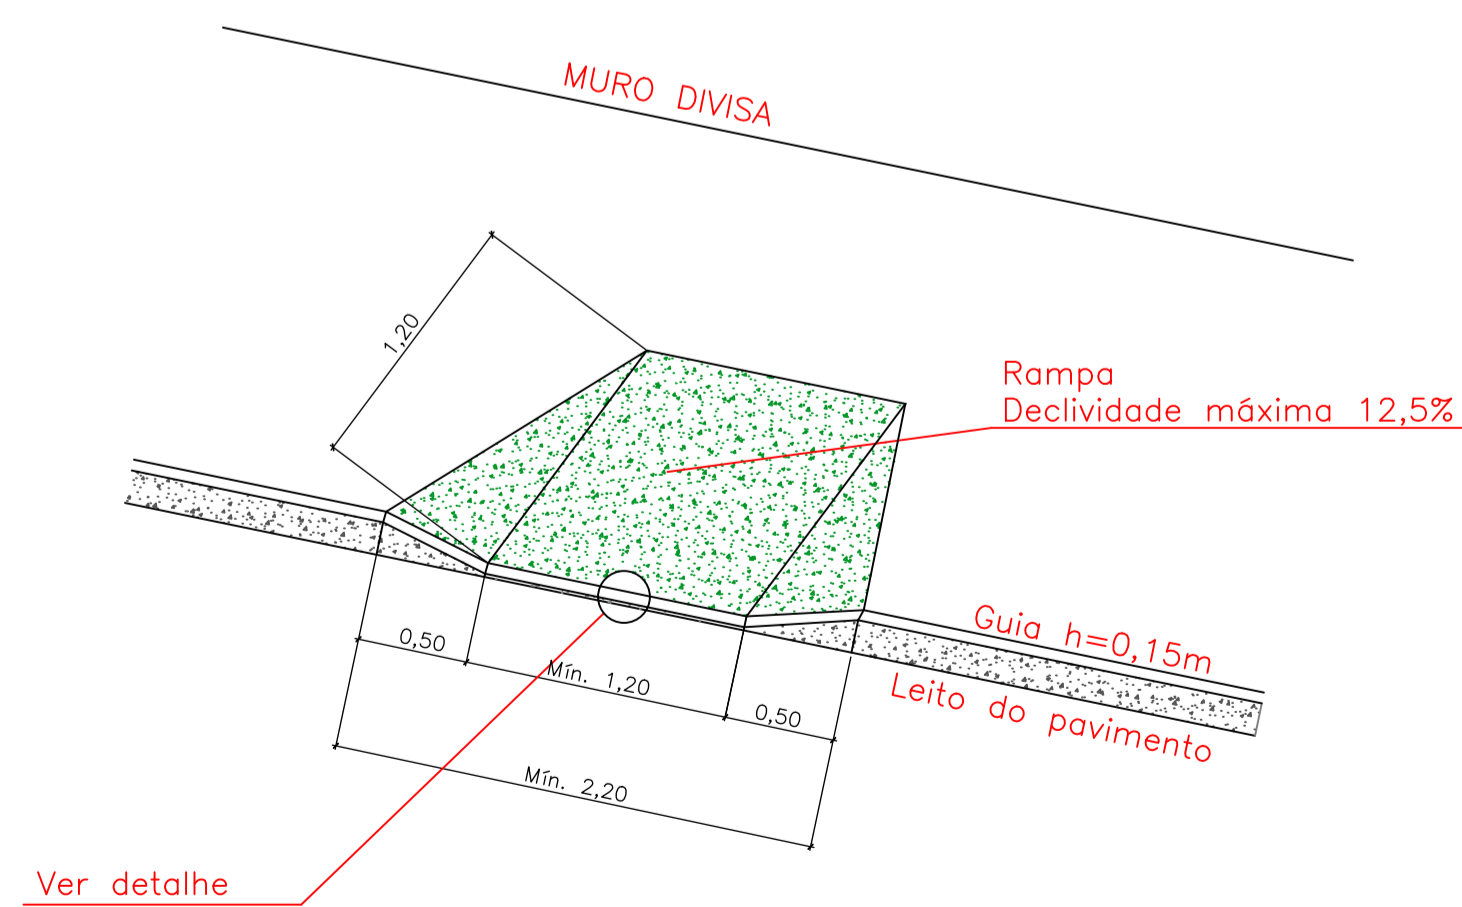 MURO DIVISA
1,20
Rampa
Declividade máxima 12,5%
Guia h=0,15m
Leito do pavimento
0,50
Mín. 1,20
0,50
Mín. 2,20
Ver detalhe